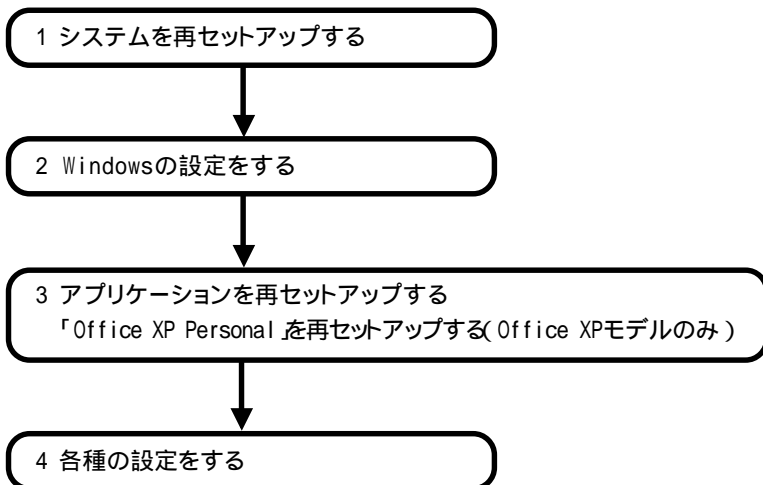 1 システムを再セットアップする
2 Windowsの設定をする
3 アプリケーションを再セットアップする
「Office XP Personal」を再セットアップする(Office XPモデルのみ)
4 各種の設定をする